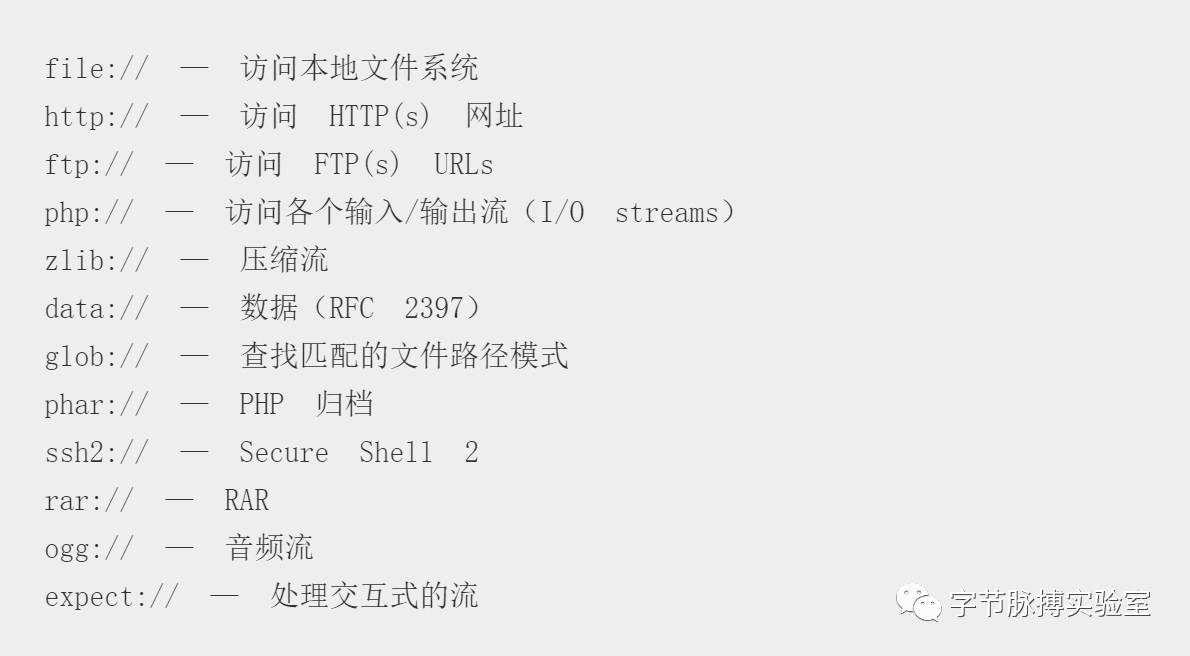 file:// — 访问本地文件系统
http:// — 访问 HTTP(s) 网址
ftp:// — 访问 FTP(s) URLs
php:// — 访问各个输入/输出流（I/O streams）
zlib:// — 压缩流
data:// — 数据（RFC 2397）
glob:// — 查找匹配的文件路径模式
phar:// — PHP 归档
ssh2:// — Secure Shell 2
rar:// — RAR
ogg:// — 音频流
expect:// — 处理交互式的流
字节脉搏实验室